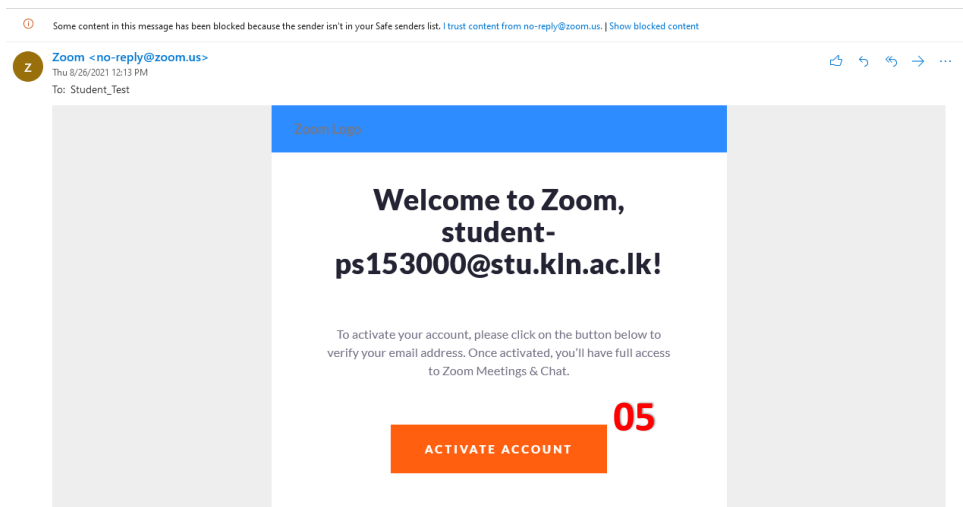 Some content in this message has been blocked because the sender isn't in your Safe senders list. I trust content from no-reply@zoom.us. | Show blocked content
Z
Zoom <no-reply@zoom.us>
Thu 8/26/2021 12:13 PM
To: Student_Test
Zoom Logo
Welcome to Zoom,
student-
ps153000@stu.kln.ac.lk!
To activate your account, please click on the button below to
verify your email address. Once activated, you'll have full access
to Zoom Meetings & Chat.
05
ACTIVATE ACCOUNT